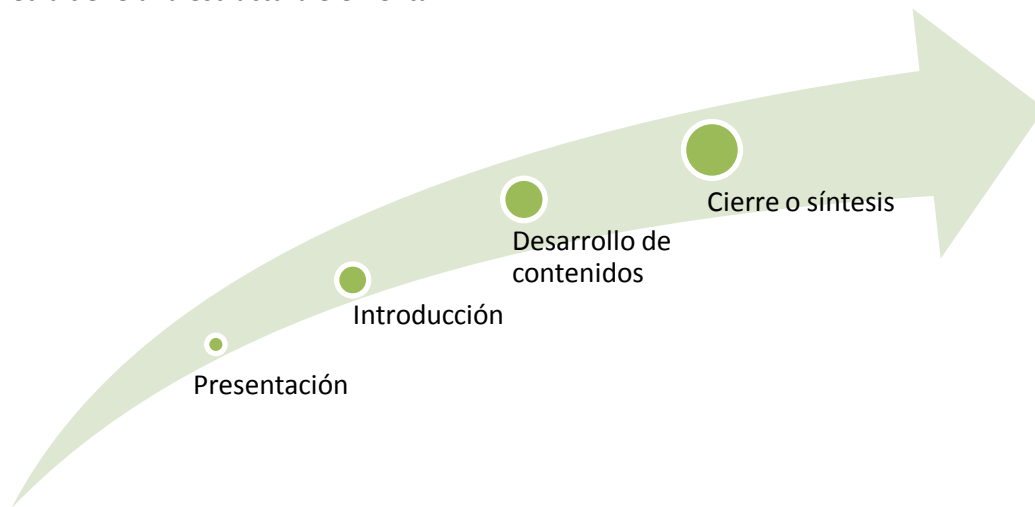 Presentación
Introducción
Desarrollo de
contenidos
Cierre o síntesis